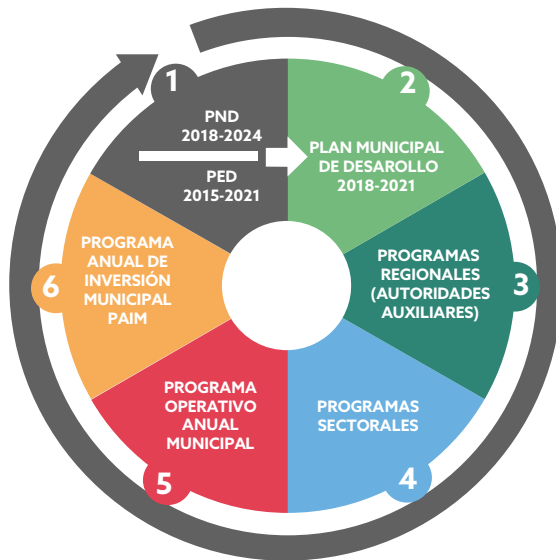 1
PND
2018-2024
PED
2015-2021
2
PLAN MUNICIPAL
DE DESAROLLO
2018-2021
PROGRAMAS
REGIONALES
(AUTORIDADES
AUXILIARES)
3
PROGRAMAS
SECTORALES
4
PROGRAMA
OPERATIVO
ANUAL
MUNICIPAL
5
PROGRAMA
ANUAL DE
INVERSIÓN
MUNICIPAL
PAIM
6